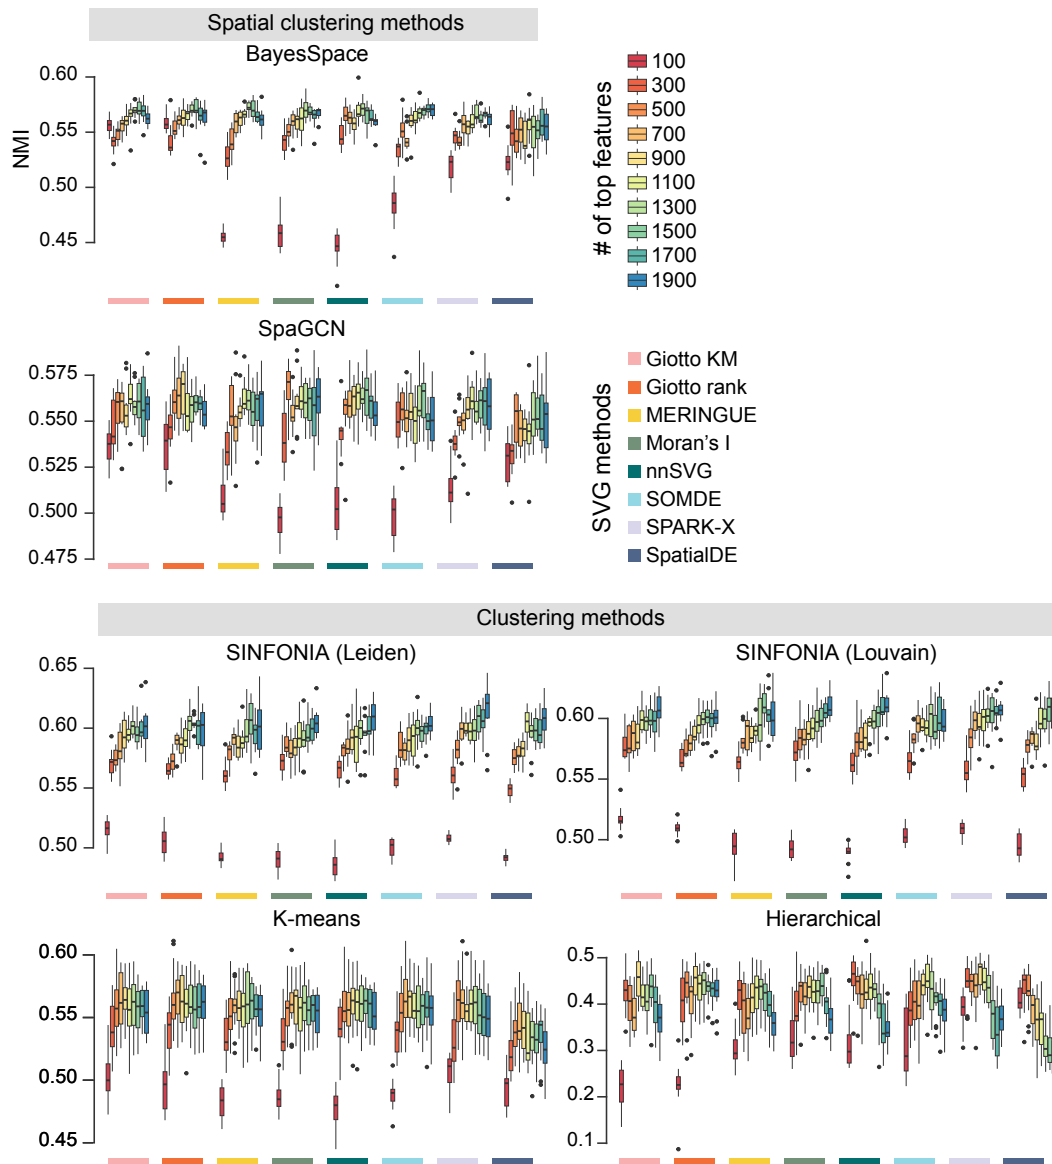 Spatial clustering methods
BayesSpace
NMI
0.60
0.55
0.50
0.45
# of top features
100
300
500
700
900
1100
1300
1500
1700
1900
SpaGCN
0.575
0.550
0.525
0.500
0.475
SVG methods
Giotto KM
Giotto rank
MERINGUE
Moran's I
nnSVG
SOMDE
SPARK-X
SpatialDE
Clustering methods
SINFONIA (Leiden)
0.65
0.60
0.55
0.50
SINFONIA (Louvain)
0.60
0.55
0.50
K-means
0.60
0.55
0.50
0.45
Hierarchical
0.5
0.4
0.3
0.2
0.1